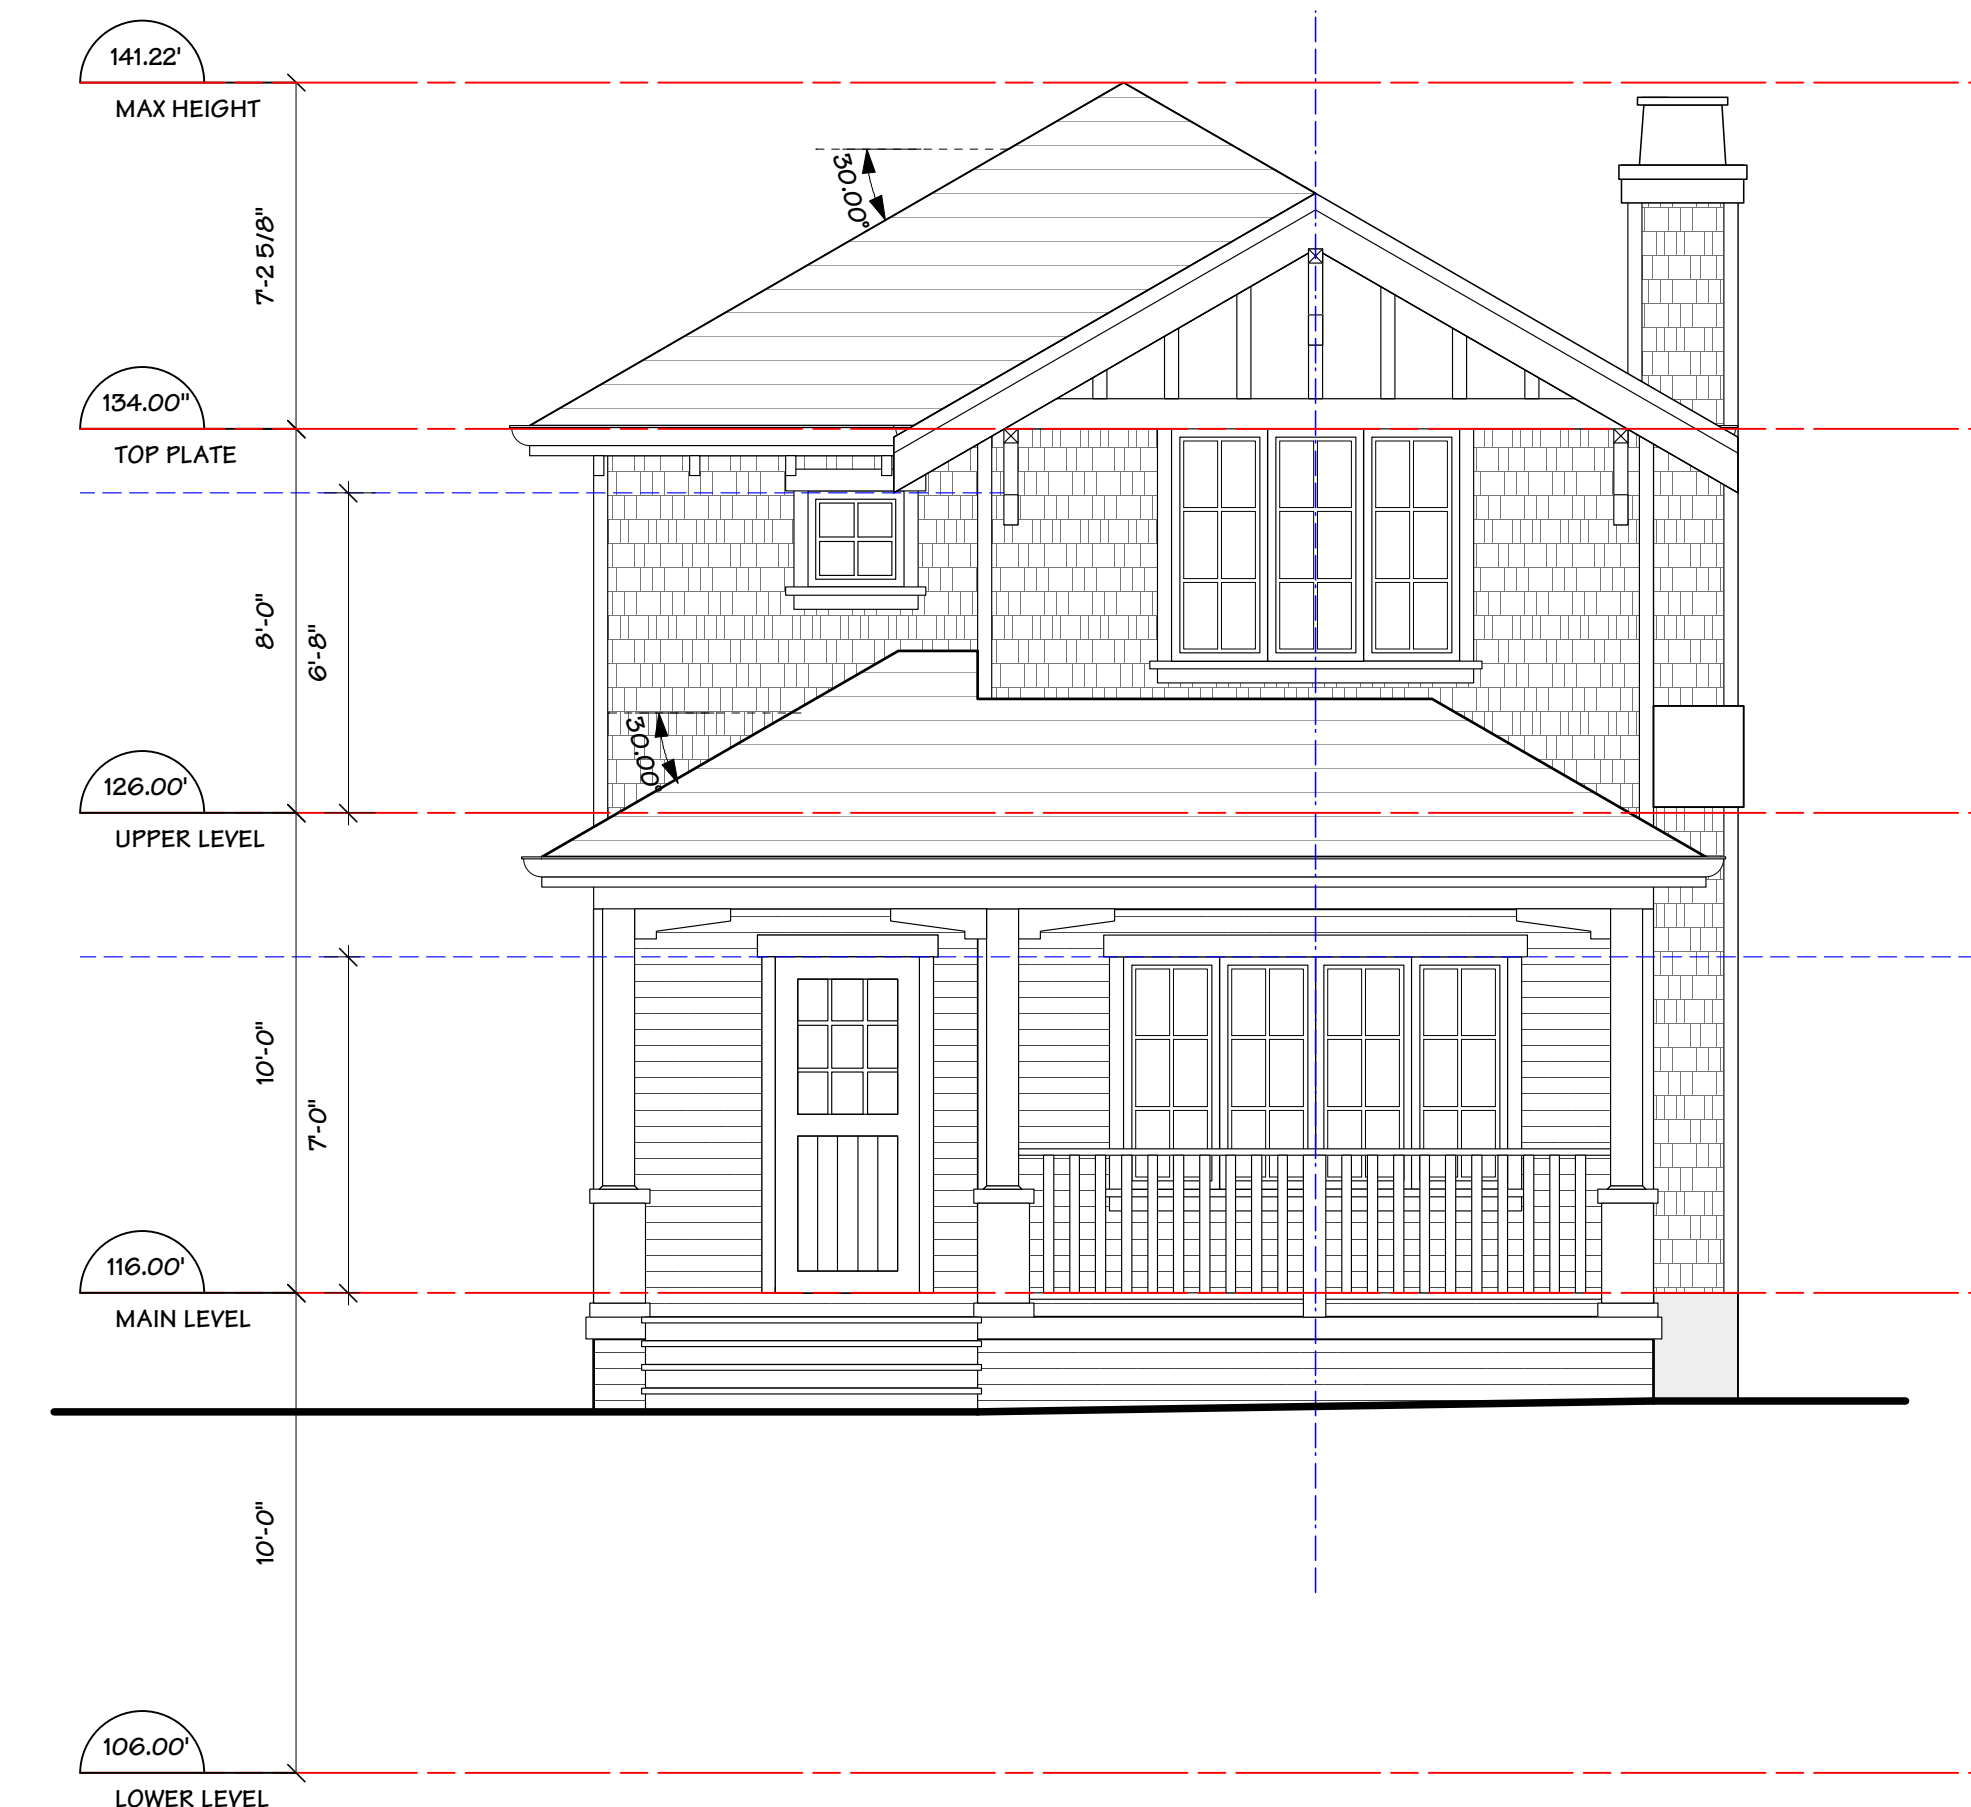 141.22'
MAX HEIGHT
30.00°
7'-2 5/8"
134.00"
TOP PLATE
8'-0"
6'-8"
30.00°
126.00'
UPPER LEVEL
10'-0"
7'-0"
116.00'
MAIN LEVEL
10'-0"
106.00'
LOWER LEVEL